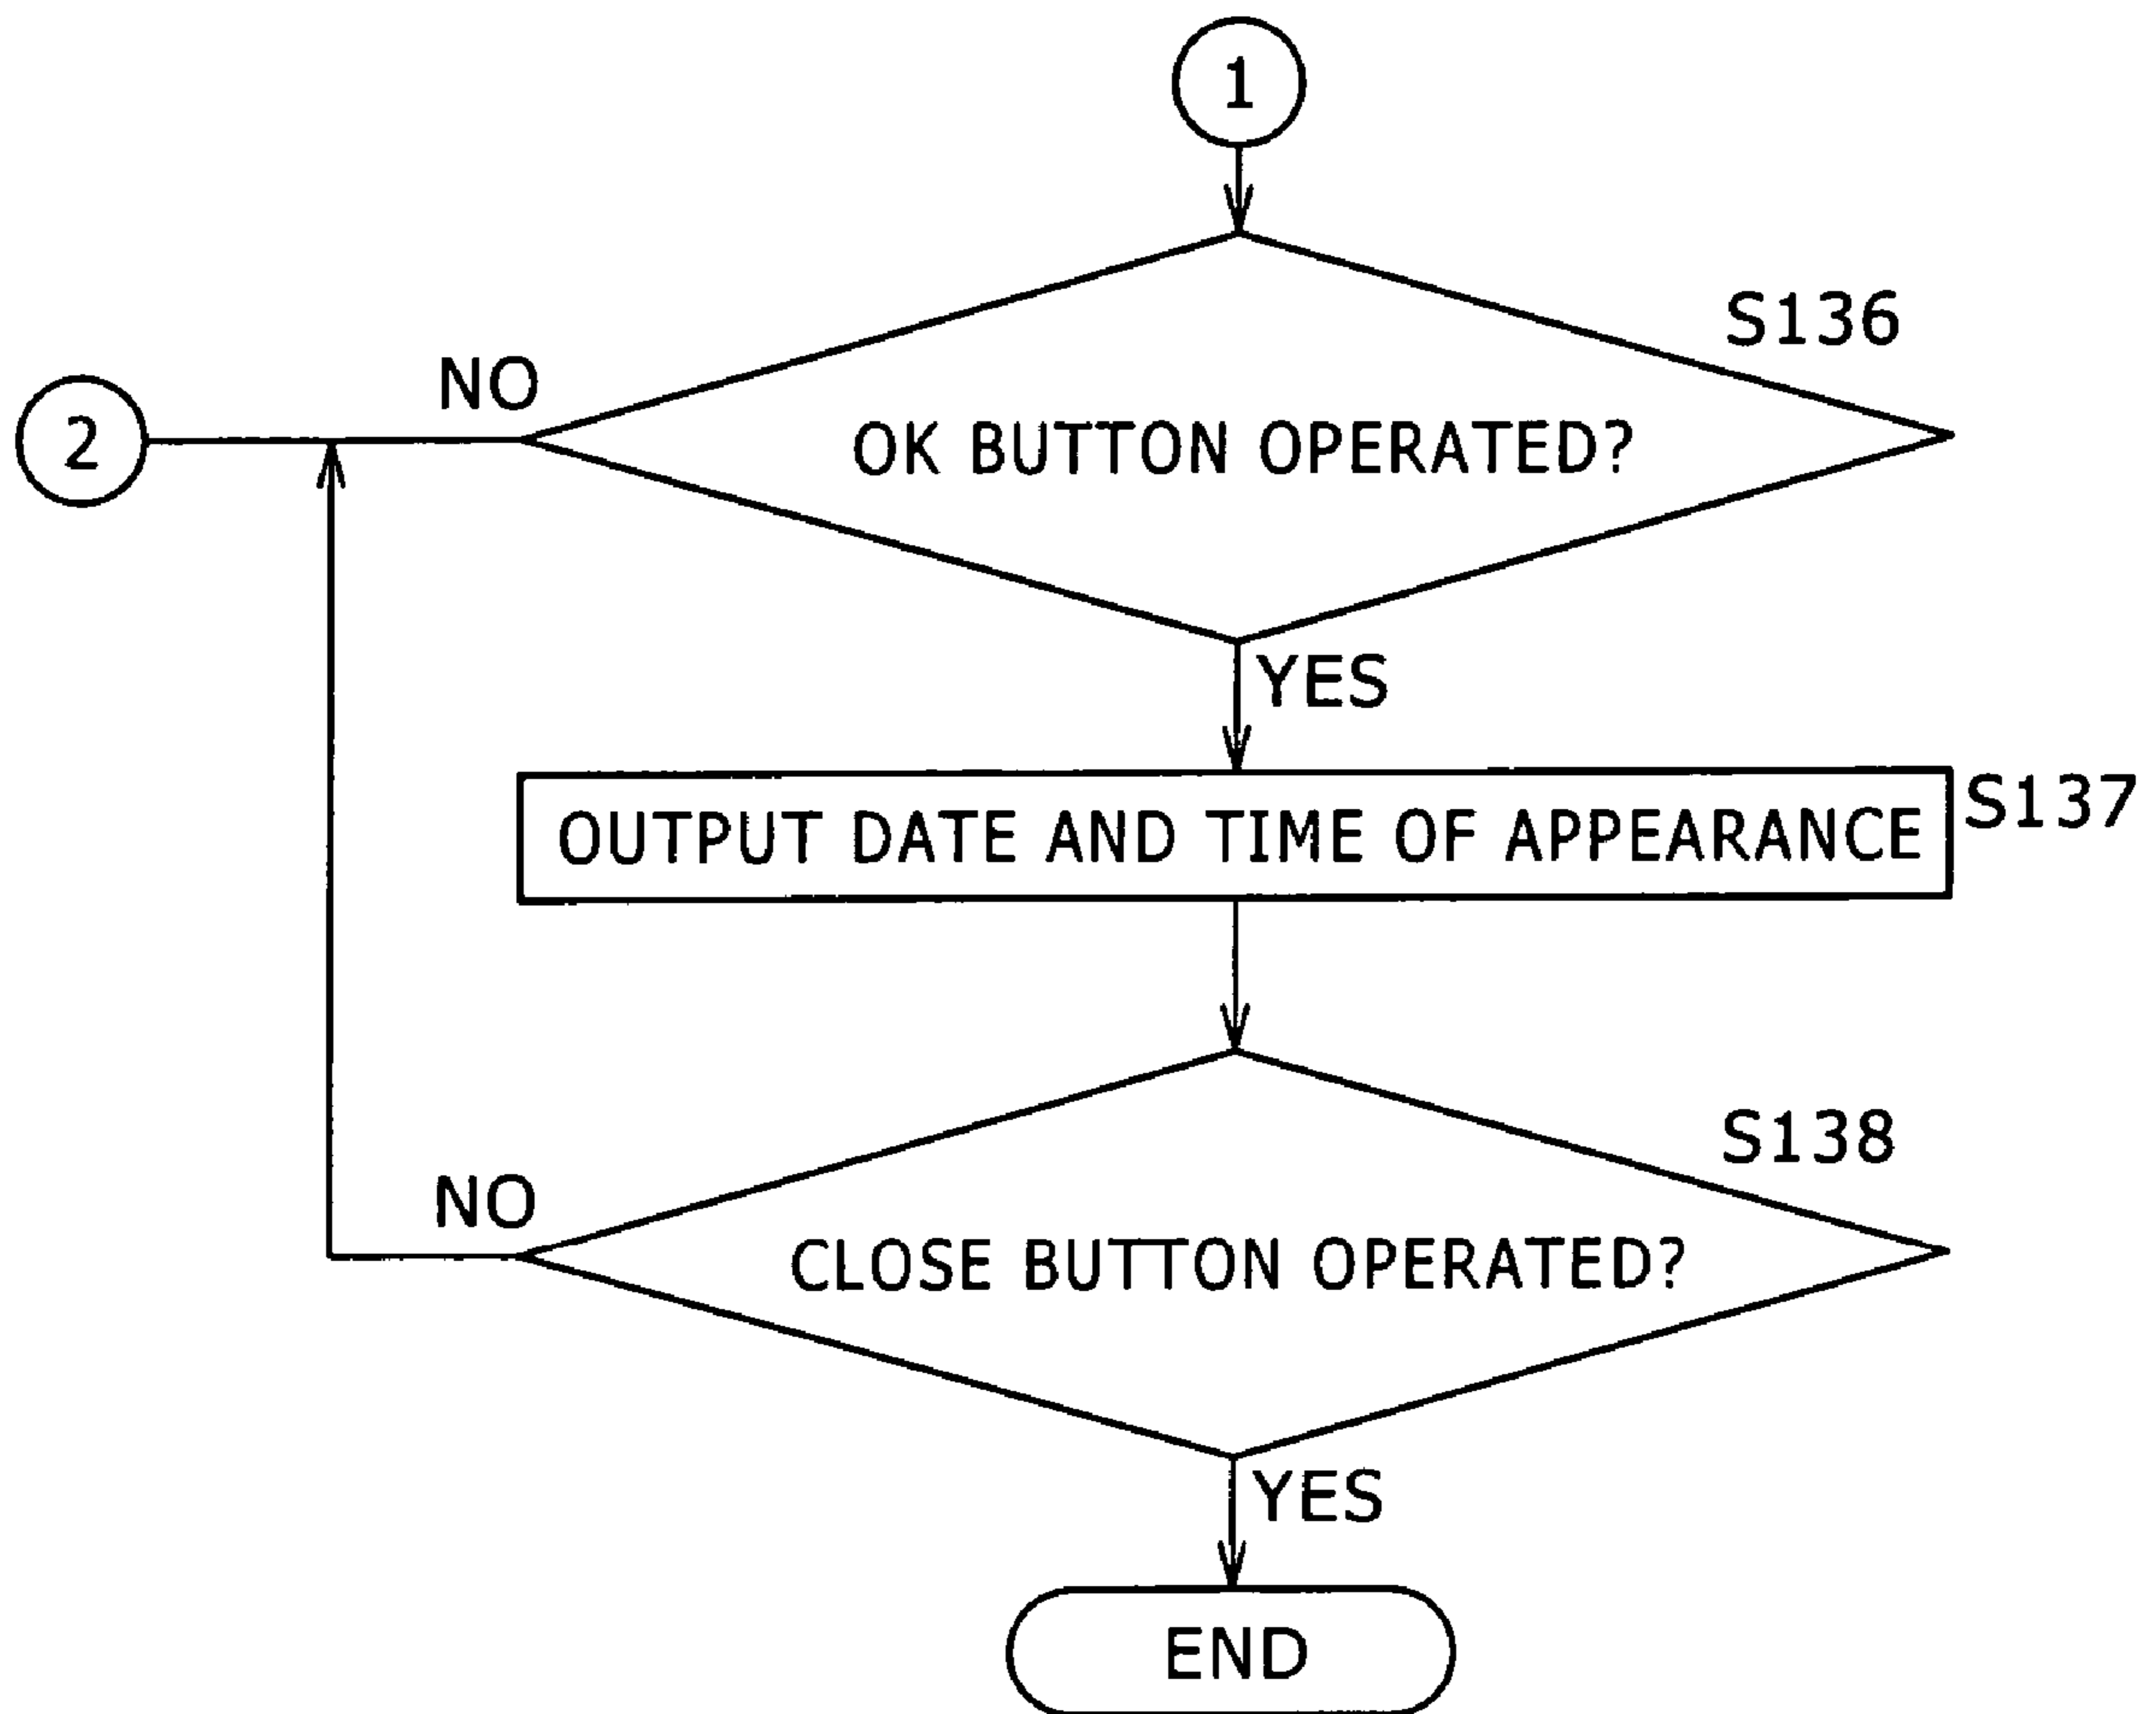 1
S136
NO
2
OK BUTTON OPERATED?
YES
S137
OUTPUT DATE AND TIME OF APPEARANCE
S138
NO
CLOSE BUTTON OPERATED?
YES
END